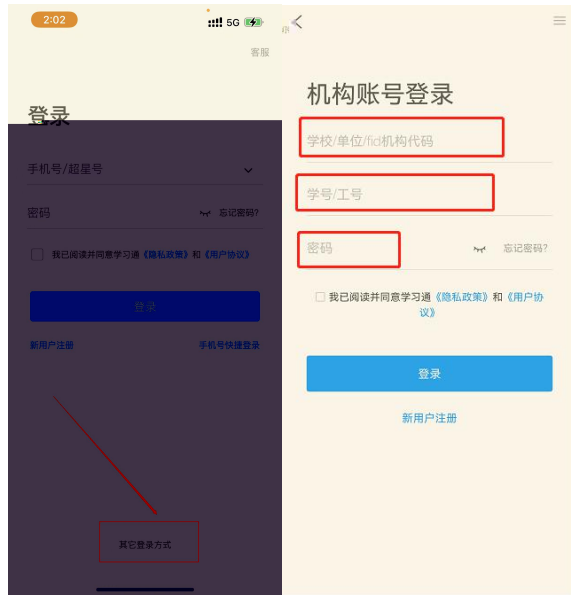 2:02
5G
客服
登录
手机号/超星号
密码
忘记密码?
我已阅读并同意学习通《隐私政策》和《用户协议》
登录
新用户注册
手机号快捷登录
其它登录方式
机构账号登录
学校/单位/fid机构代码
学号/工号
密码
忘记密码?
我已阅读并同意学习通《隐私政策》和《用户协
议》
登录
新用户注册